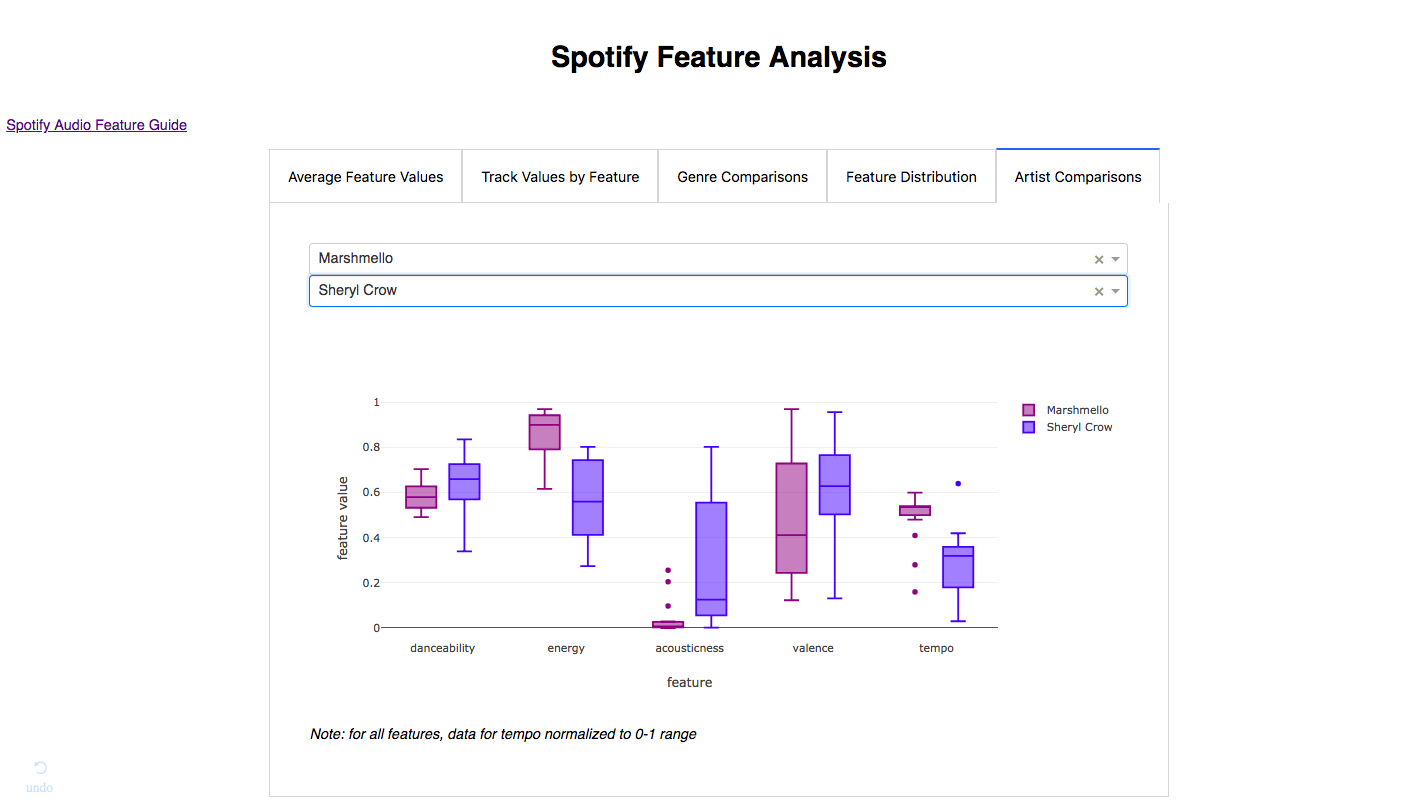 Spotify Feature Analysis
Spotify Audio Feature Guide
Average Feature Values
Track Values by Feature
Genre Comparisons
Feature Distribution
Artist Comparisons
Marshmello
Sheryl Crow
1
0.8
0.6
0.4
0.2
0
feature value
danceability
energy
acousticness
valence
tempo
feature
Marshmello
Sheryl Crow
Note: for all features, data for tempo normalized to 0-1 range
undo